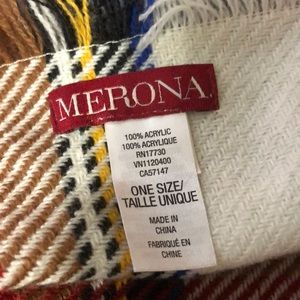 MERONA
100% ACRYLIC
100% ACRYLIQUE
RN17730
VN1120400
CA57147
ONE SIZE/
TAILLE UNIQUE
MADE IN
CHINA
FABRIQUÉ EN
CHINE